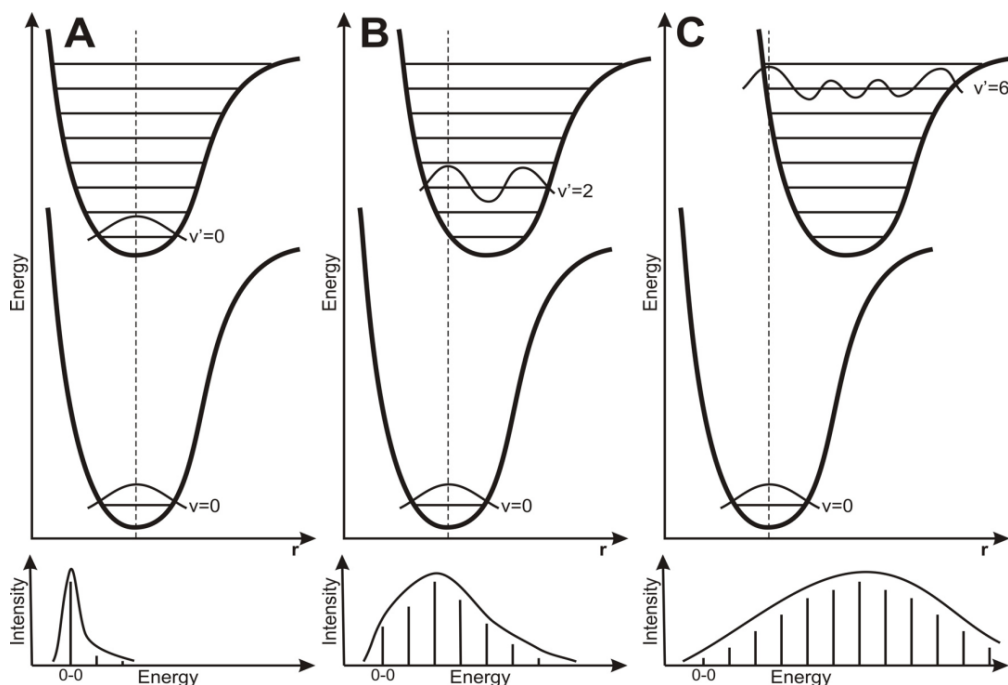 A
B
C
v'=6
v'=2
v'=0
Energy
Energy
Energy
v=0
v=0
v=0
r
r
r
Intensity
Intensity
Intensity
0-0
Energy
0-0
Energy
0-0
Energy